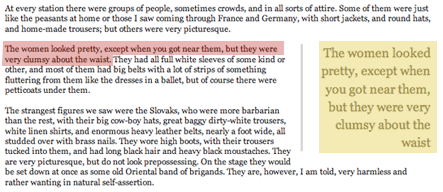 At every station there were groups of people, sometimes crowds, and in all sorts of attire. Some of them were just
like the peasants at home or those I saw coming through France and Germany, with short jackets, and round hats,
and home-made trousers; but others were very picturesque.
The women looked pretty, except when you got near them, but they were
very clumsy about the waist. They had all full white sleeves of some kind or
other, and most of them had big belts with a lot of strips of something
fluttering from them like the dresses in a ballet, but of course there were
petticoats under them.
The women looked
pretty, except when
you got near them,
but they were very
clumsy about the
waist
The strangest figures we saw were the Slovaks, who were more barbarian
than the rest, with their big cow-boy hats, great baggy dirty-white trousers,
white linen shirts, and enormous heavy leather belts, nearly a foot wide, all
studded over with brass nails. They wore high boots, with their trousers
tucked into them, and had long black hair and heavy black moustaches. They
are very picturesque, but do not look prepossessing. On the stage they would
be set down at once as some old Oriental band of brigands. They are, however, I am told, very harmless and
rather wanting in natural self-assertion.